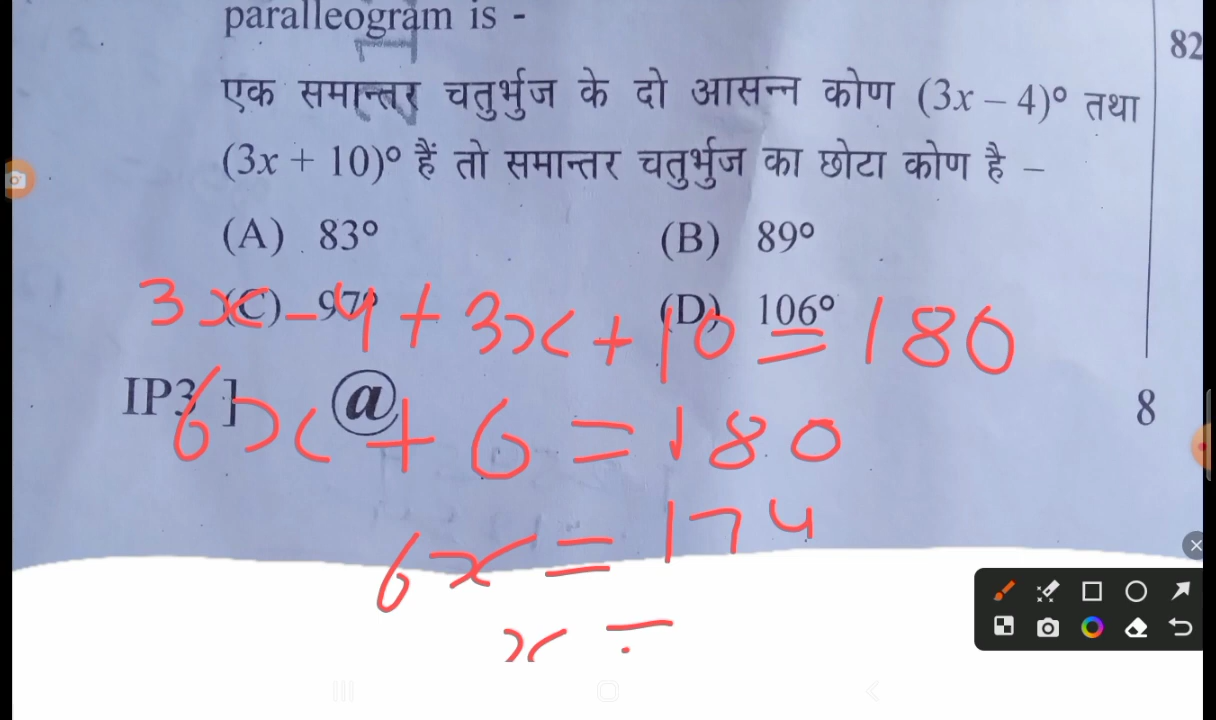 paralleogram is -
82
एक समान्तर चतुर्भुज के दो आसन्न कोण (3x – 4)° तथा
(3x + 10)° हैं तो समान्तर चतुर्भुज का छोटा कोण है –
(A) 83° (B) 89°
(C) 97° (D) 106°
3x-4+3x+10=180
IP3 ] @ 8
6x+6=180
6x=174
x=